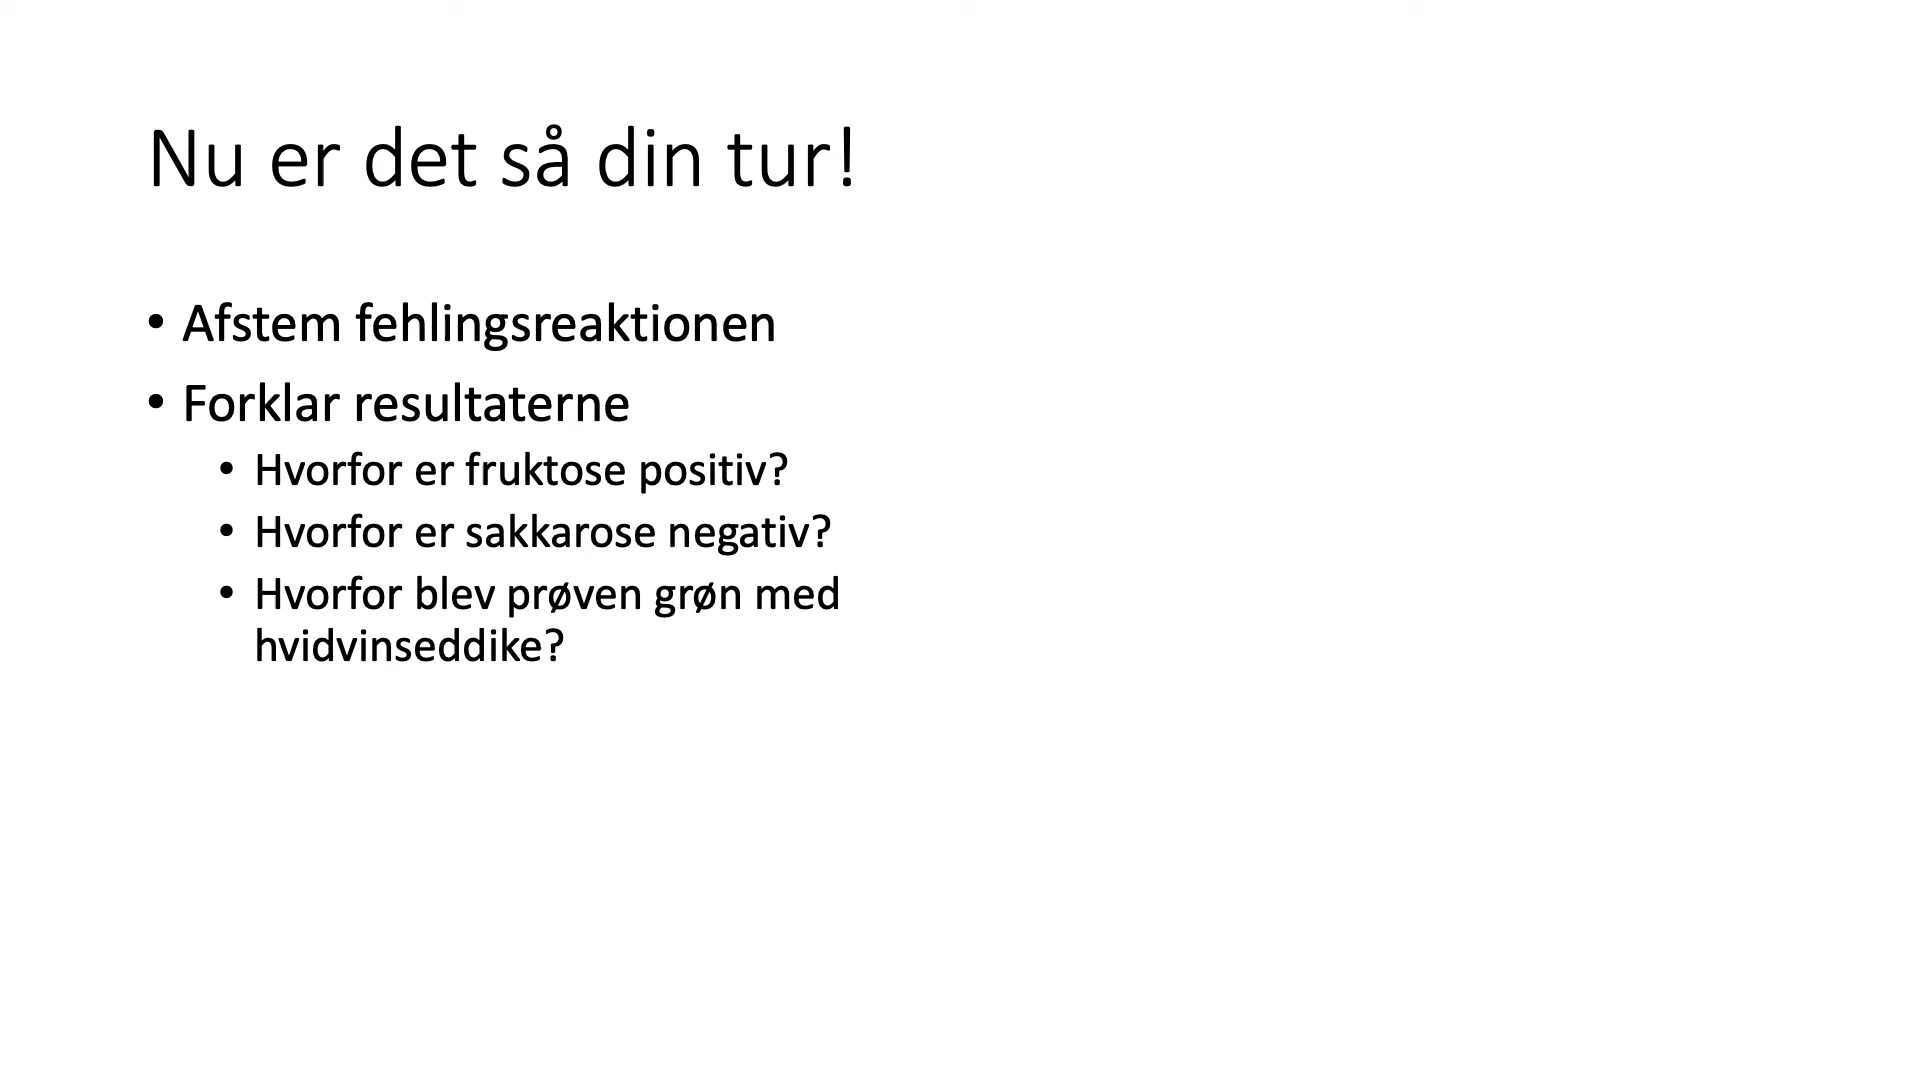 Nu er det så din tur!
• Afstem fehlingsreaktionen
• Forklar resultaterne
• Hvorfor er fruktose positiv?
• Hvorfor er sakkarose negativ?
• Hvorfor blev prøven grøn med
hvidvinseddike?